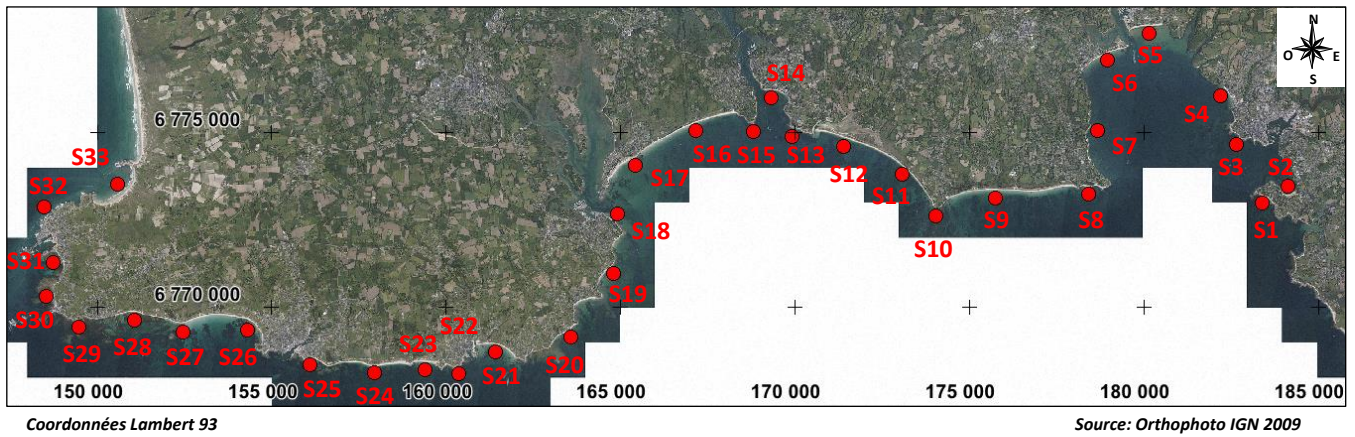 N
O E
S
S5
S14
S6
S4
6 775 000
S33
S16 S15 S13
S7
S3
S2
S12
S32
S17
S11
S8
S9
S1
S18
S10
S31
S19
6 770 000
S30
S22
S29 S28 S27 S26
S23
S20
S21
S25
S24
150 000 155 000 160 000 165 000 170 000 175 000 180 000 185 000
Coordonnées Lambert 93 Source: Orthophoto IGN 2009